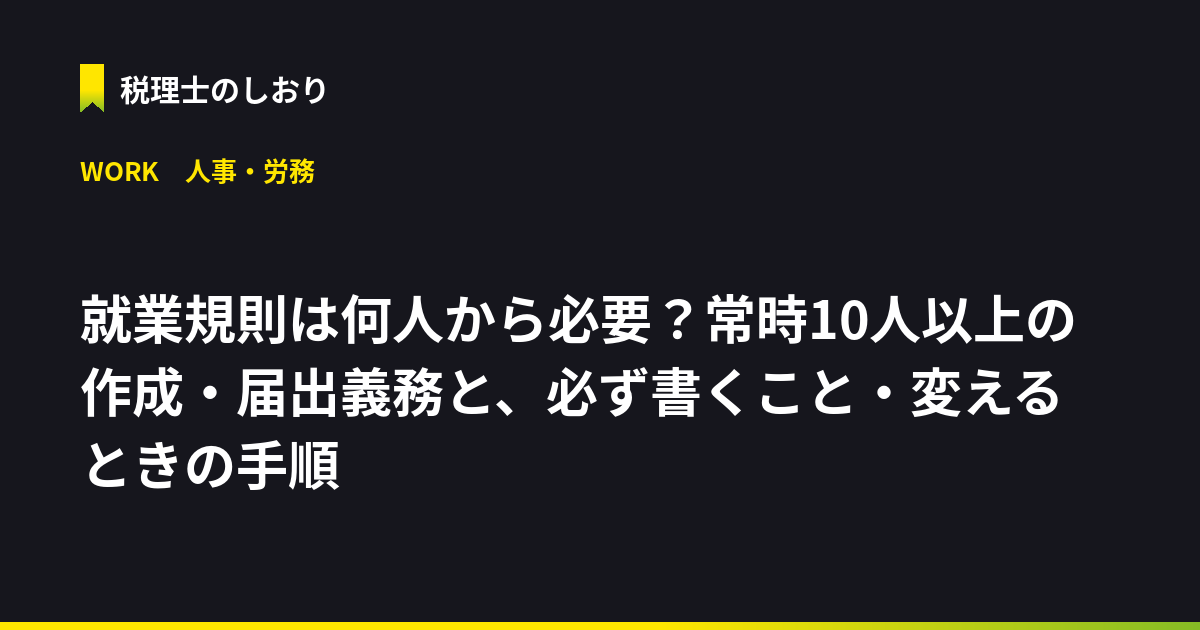 税理士のしおり
WORK 人事・労務
就業規則は何人から必要？常時10人以上の
作成・届出義務と、必ず書くこと・変える
ときの手順